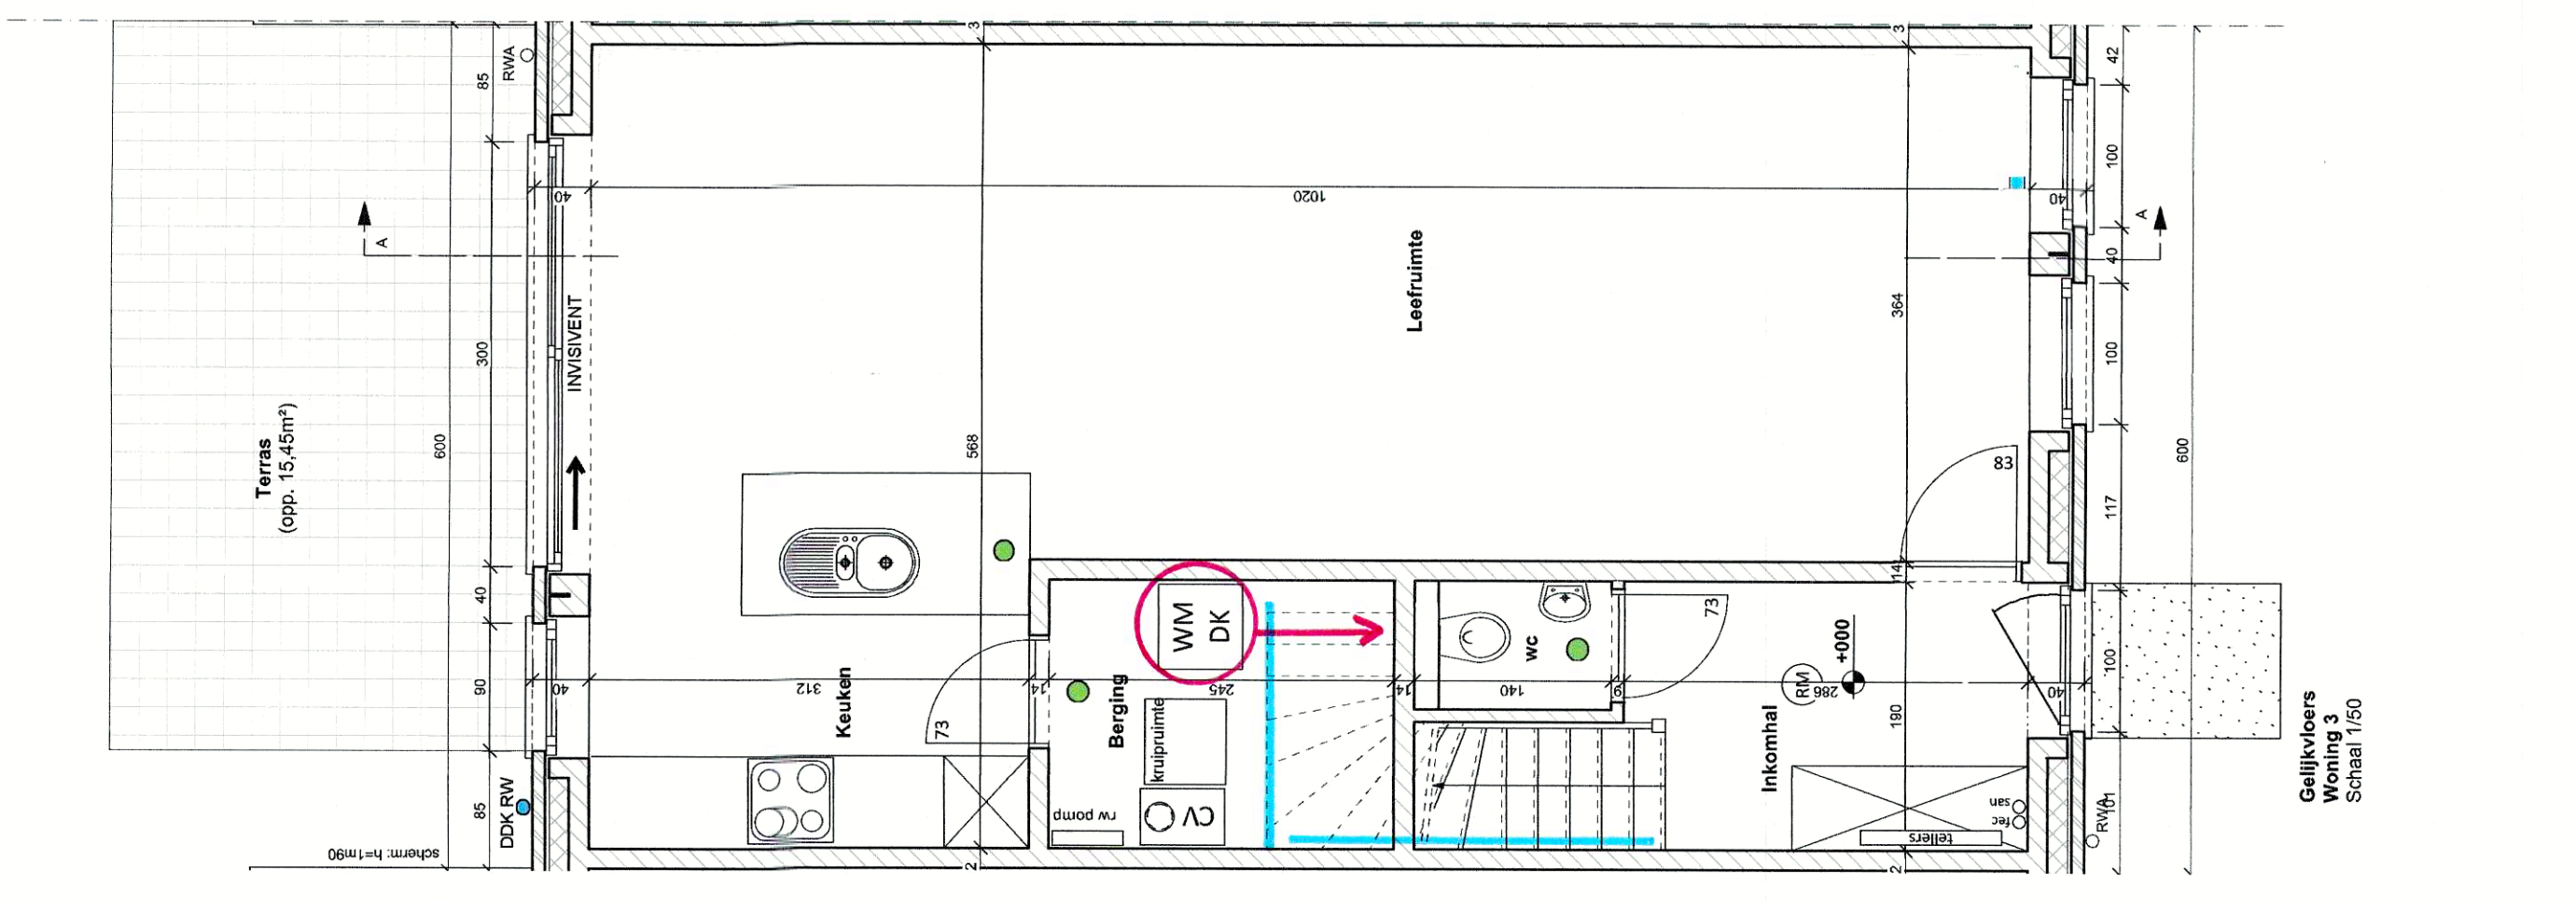 Terras
(opp. 15,45m²)
600
85
300
40
90
85
RWA
A
INVISIVENT
DDK RW
scherm: h=1m90
40
40
3
568
2
1020
Leefruimte
Keuken
312
73
14
Berging
245
WM
DK
kruipruimte
CV
rw pomp
14
wc
140
9
73
Inkomhal
RM
286
+000
190
tellers
fec
san
3
364
14
83
2
40
40
A
42
100
40
100
117
100
101
RWA
600
Gelijkvloers
Woning 3
Schaal 1/50